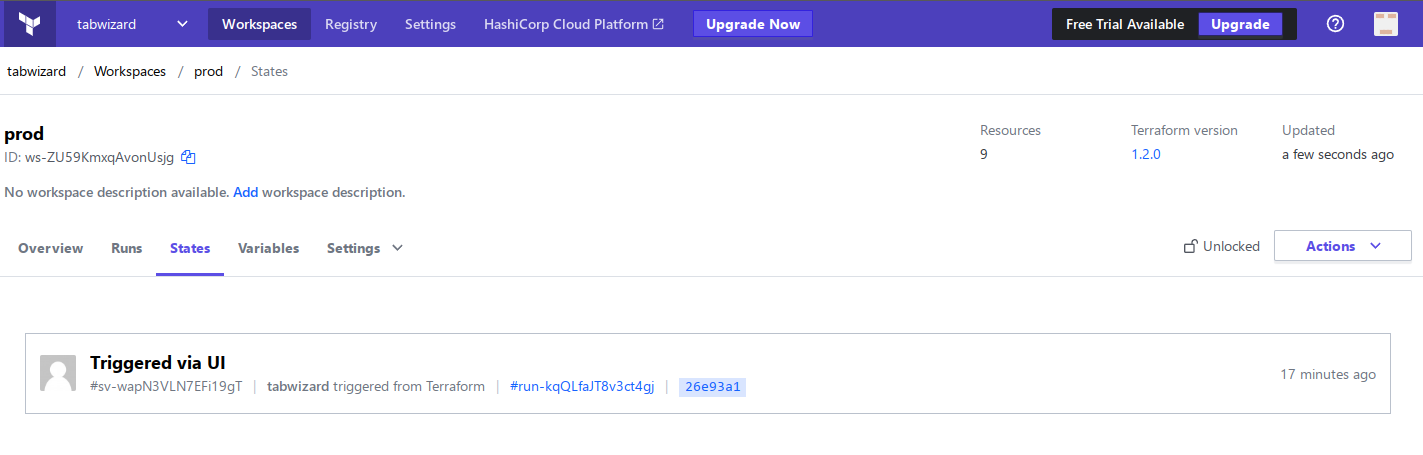 tabwizard Workspaces Registry Settings HashiCorp Cloud Platform Upgrade Now Free Trial Available Upgrade
tabwizard / Workspaces / prod / States
prod
ID: ws-ZU59KmxqAvonUsjg
Resources Terraform version Updated
9 1.2.0 a few seconds ago
No workspace description available. Add workspace description.
Overview Runs States Variables Settings Unlocked Actions
Triggered via UI
#sv-wapN3VLN7EFi19gT | tabwizard triggered from Terraform | #run-kqQLfaJT8v3ct4gj | 26e93a1
17 minutes ago